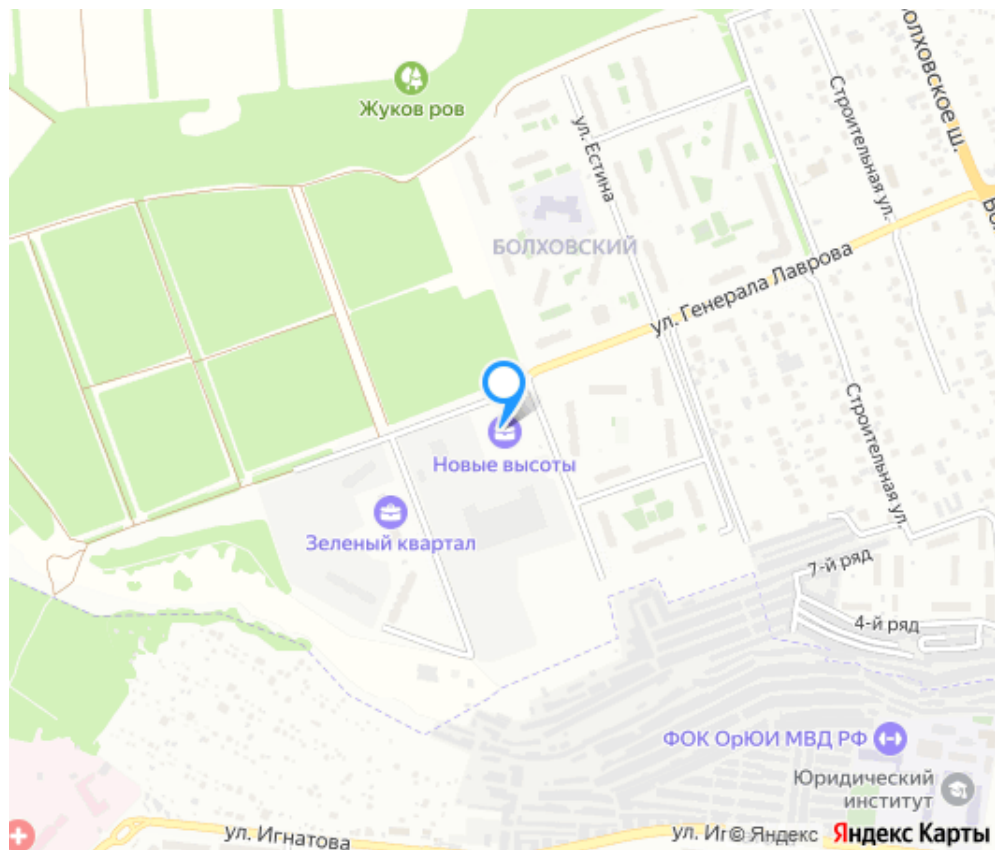 Болховское ш.
Жуков ров
Строительная ул.
ул. Естина
БОЛХОВСКИЙ
ул. Генерала Лаврова
Новые высоты
Строительная ул.
Зеленый квартал
7-й ряд
4-й ряд
ФОК ОрЮИ МВД РФ
Юридический
институт
ул. Игнатова
ул. Иг
© Яндекс Яндекс Карты